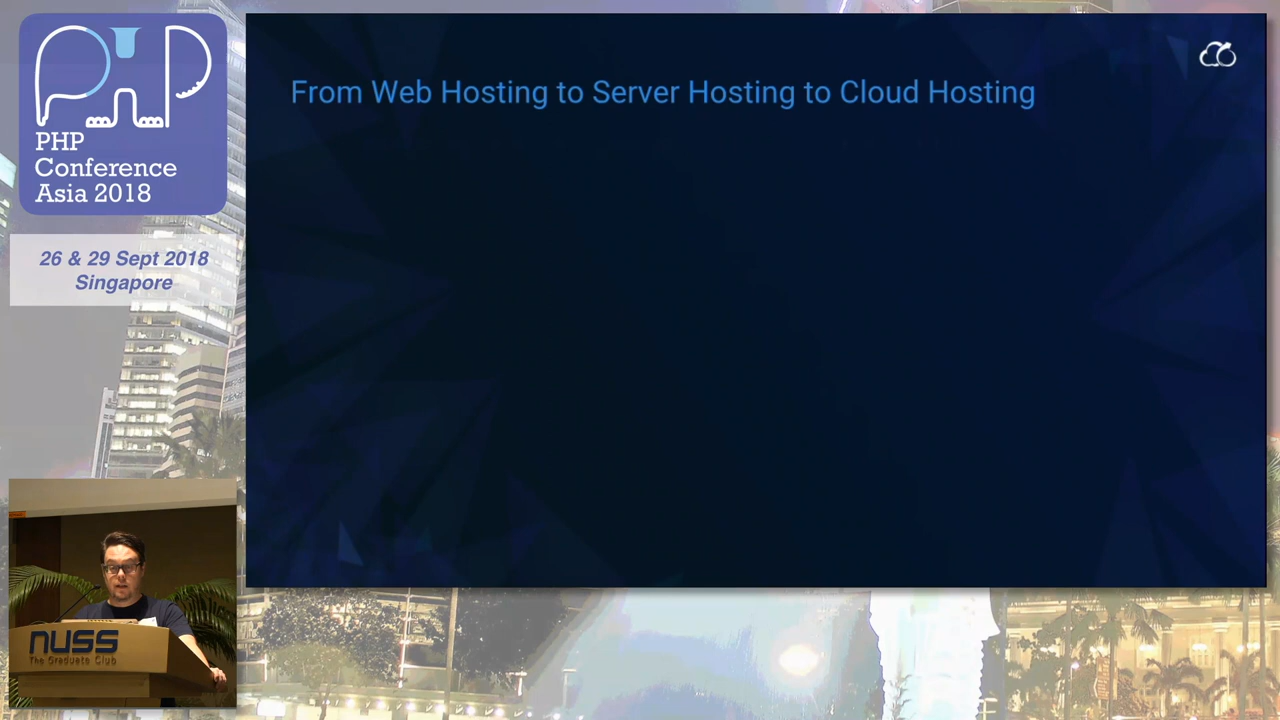 PHP
PHP
Conference
Asia 2018
26 & 29 Sept 2018
Singapore
From Web Hosting to Server Hosting to Cloud Hosting
nuss
The Graduate Club